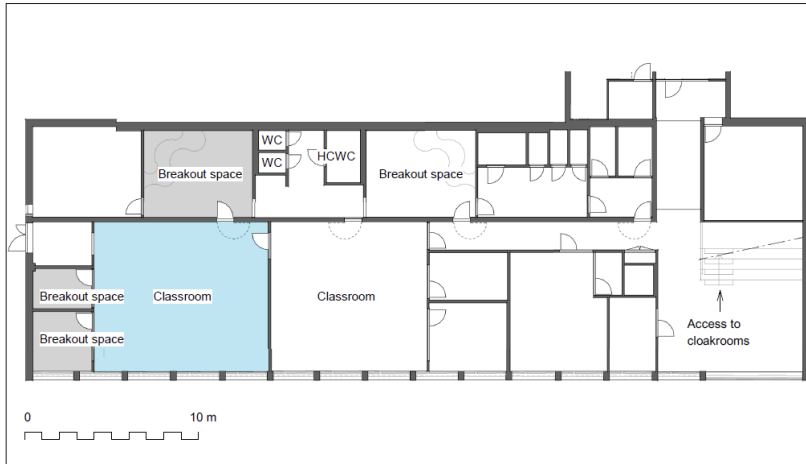 WC
WC
HCWC
Breakout space
Breakout space
Breakout space
Breakout space
Classroom
Classroom
Access to
cloakrooms
0
10 m